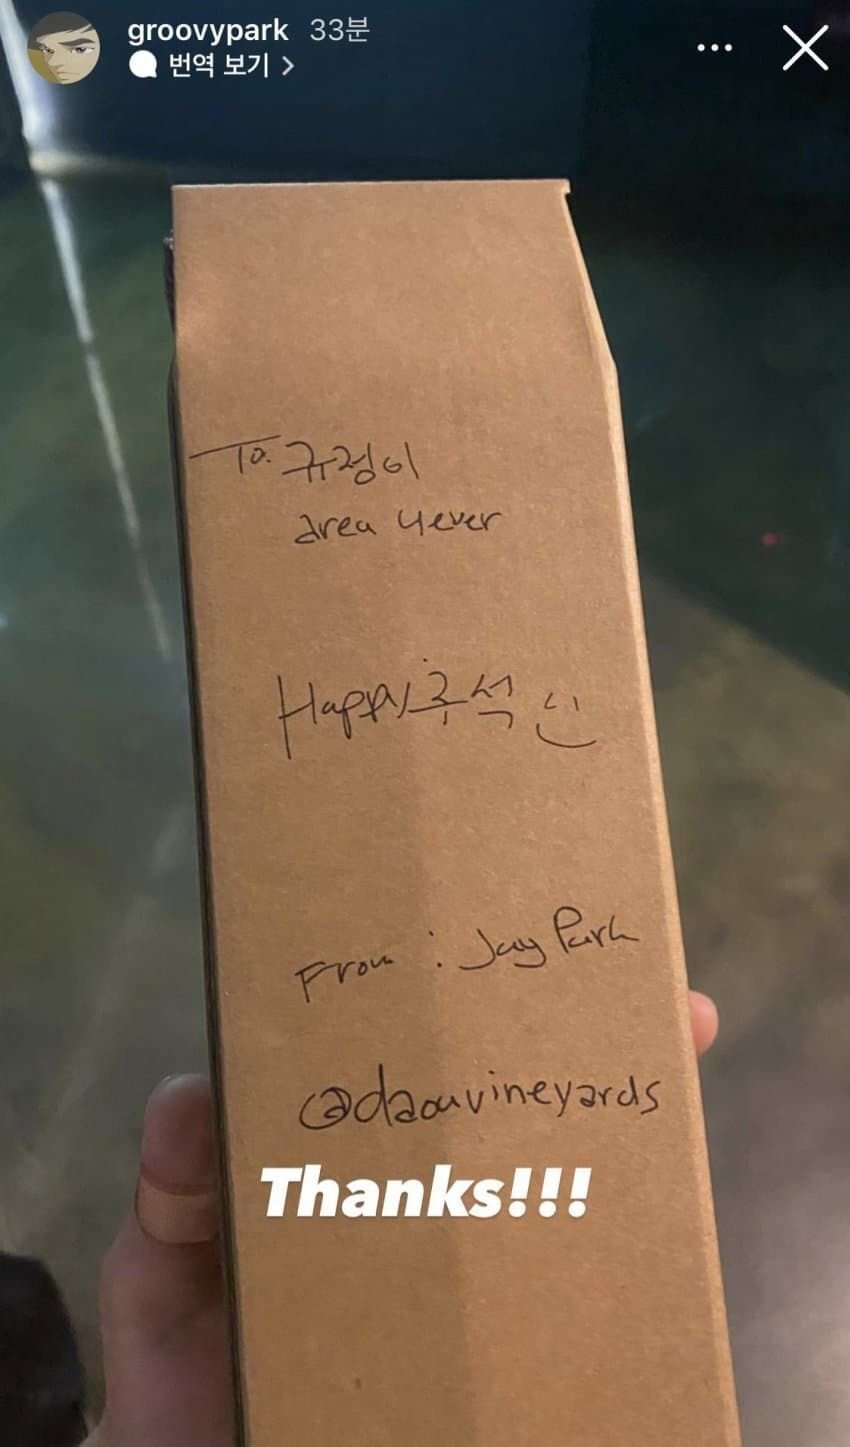 groovypark 33분
번역 보기
To. 규정이
area 4ever
Happy 추석
From : Jay Park
@daouvineyards
Thanks!!!